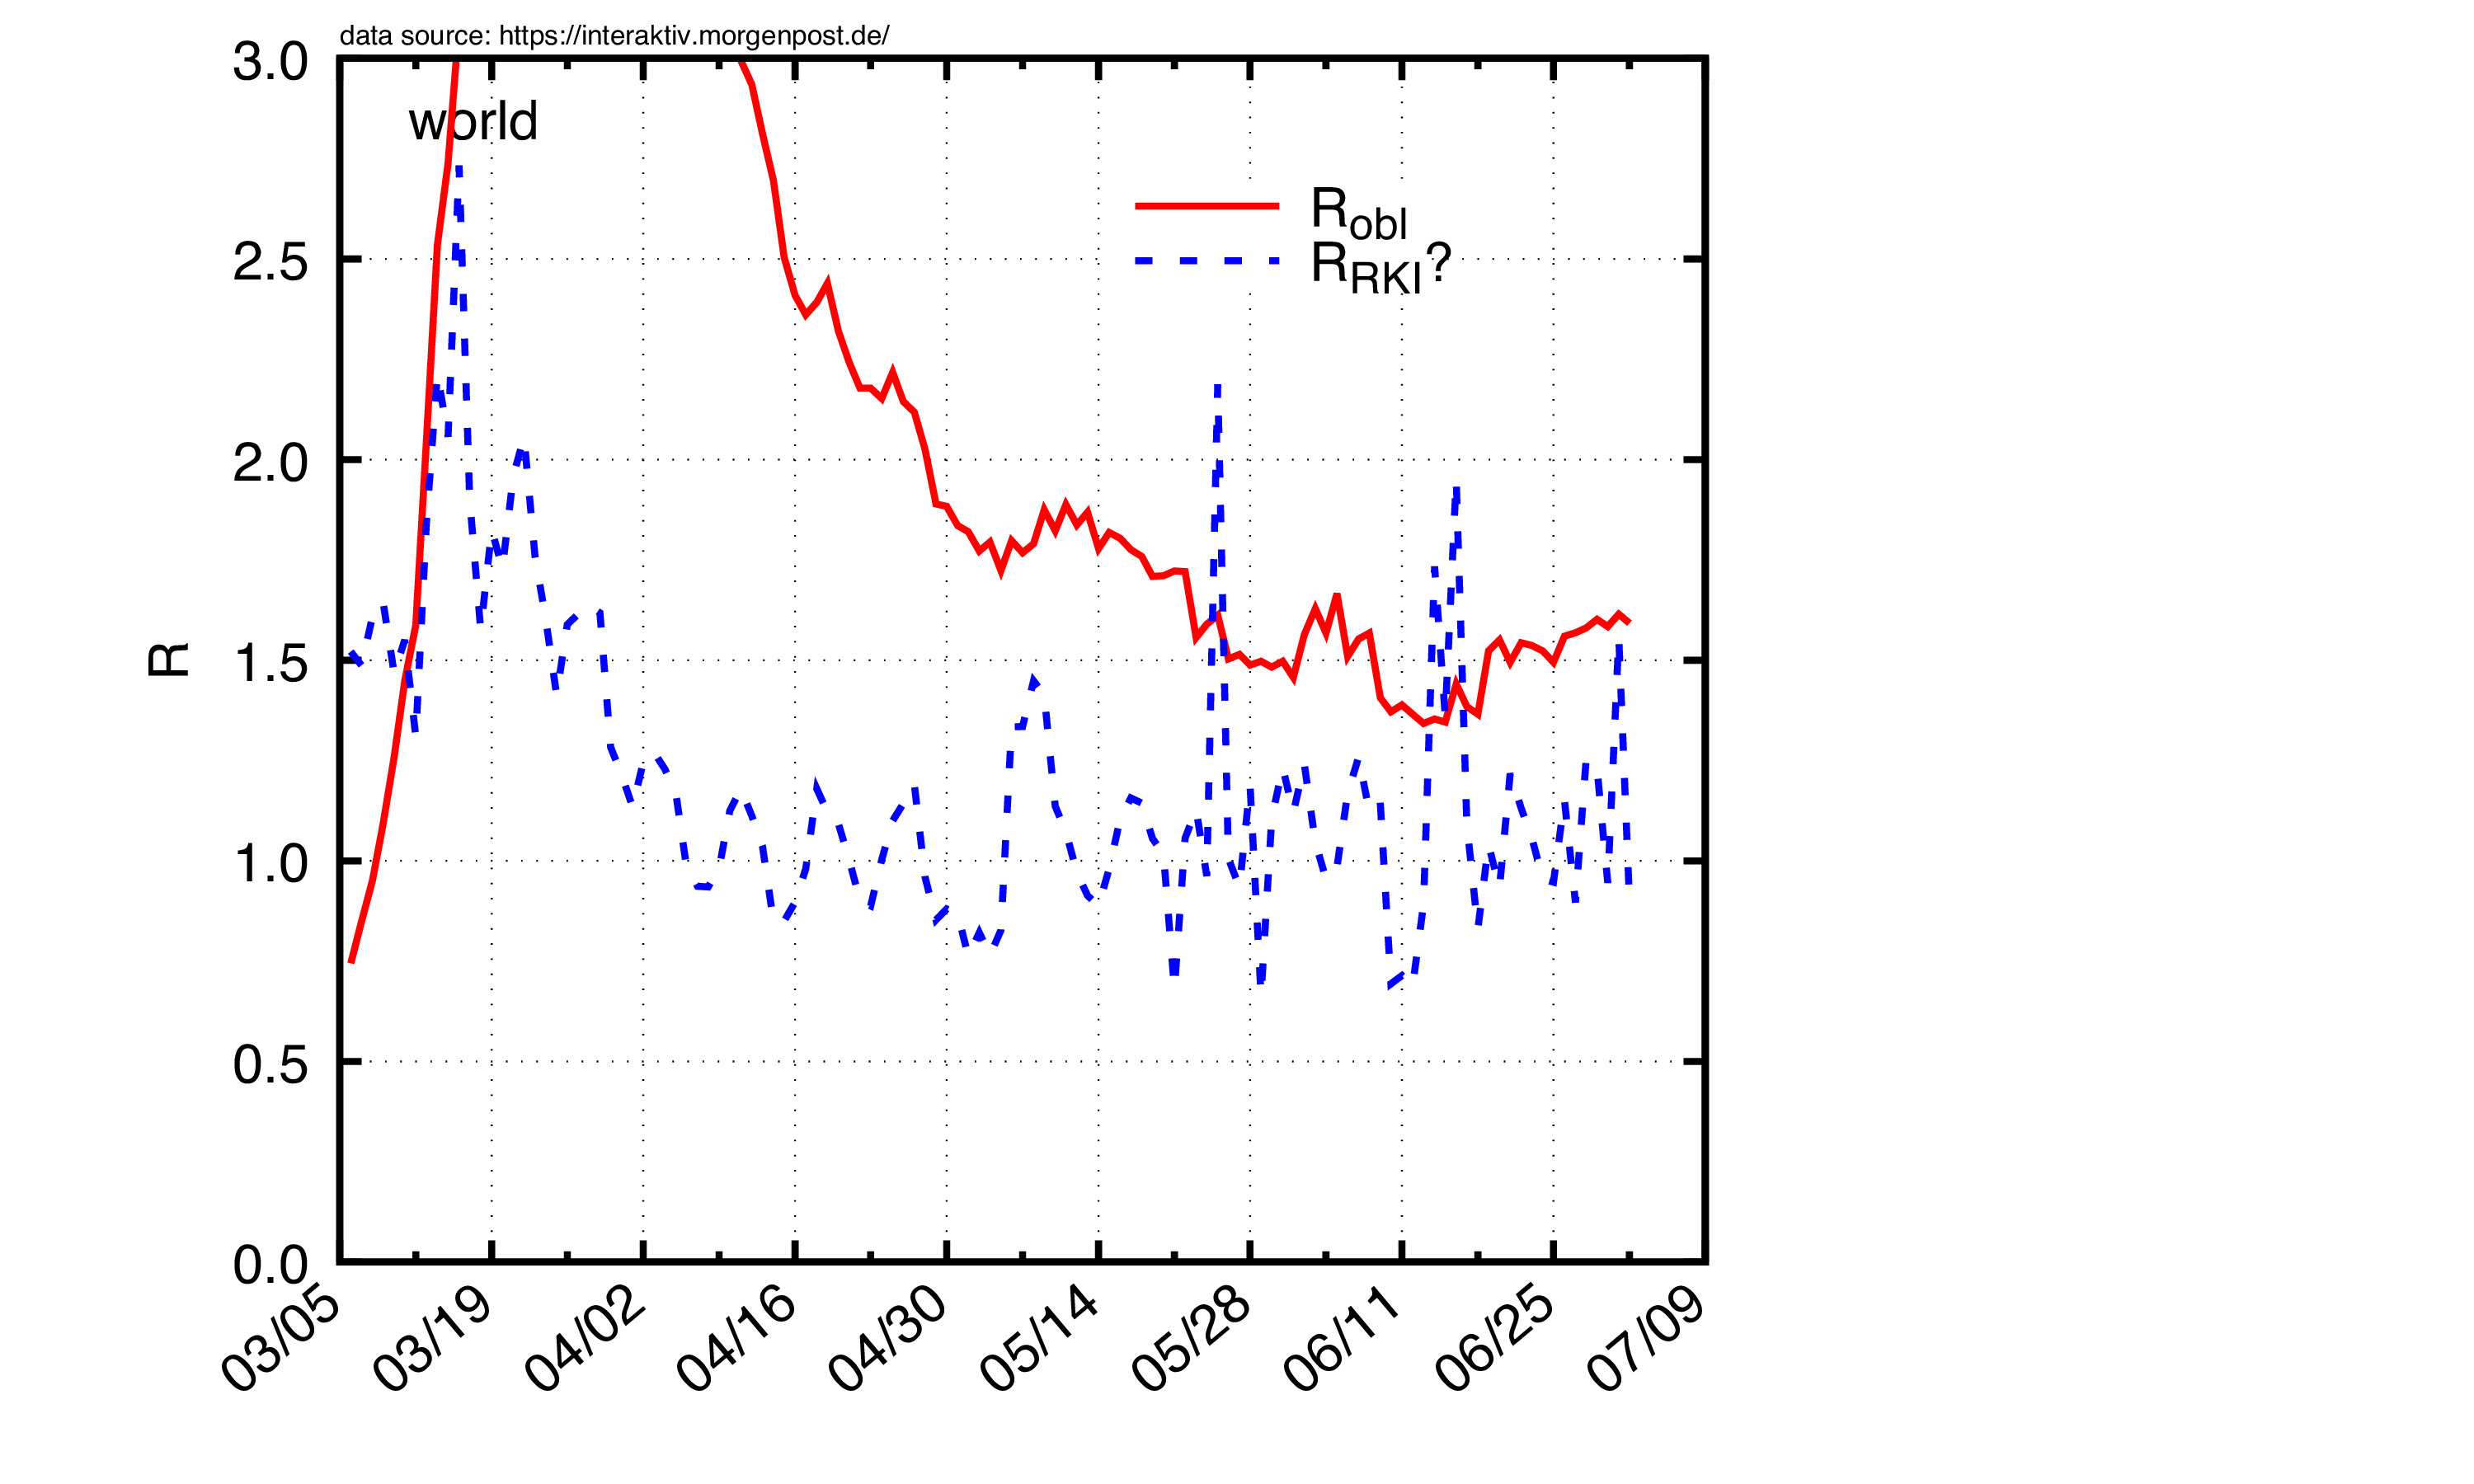 data source: https://interaktiv.morgenpost.de/
3.0
world
R_obl
2.5
R_RKI?
2.0
R
1.5
1.0
0.5
0.0
03/05 03/19 04/02 04/16 04/30 05/14 05/28 06/11 06/25 07/09